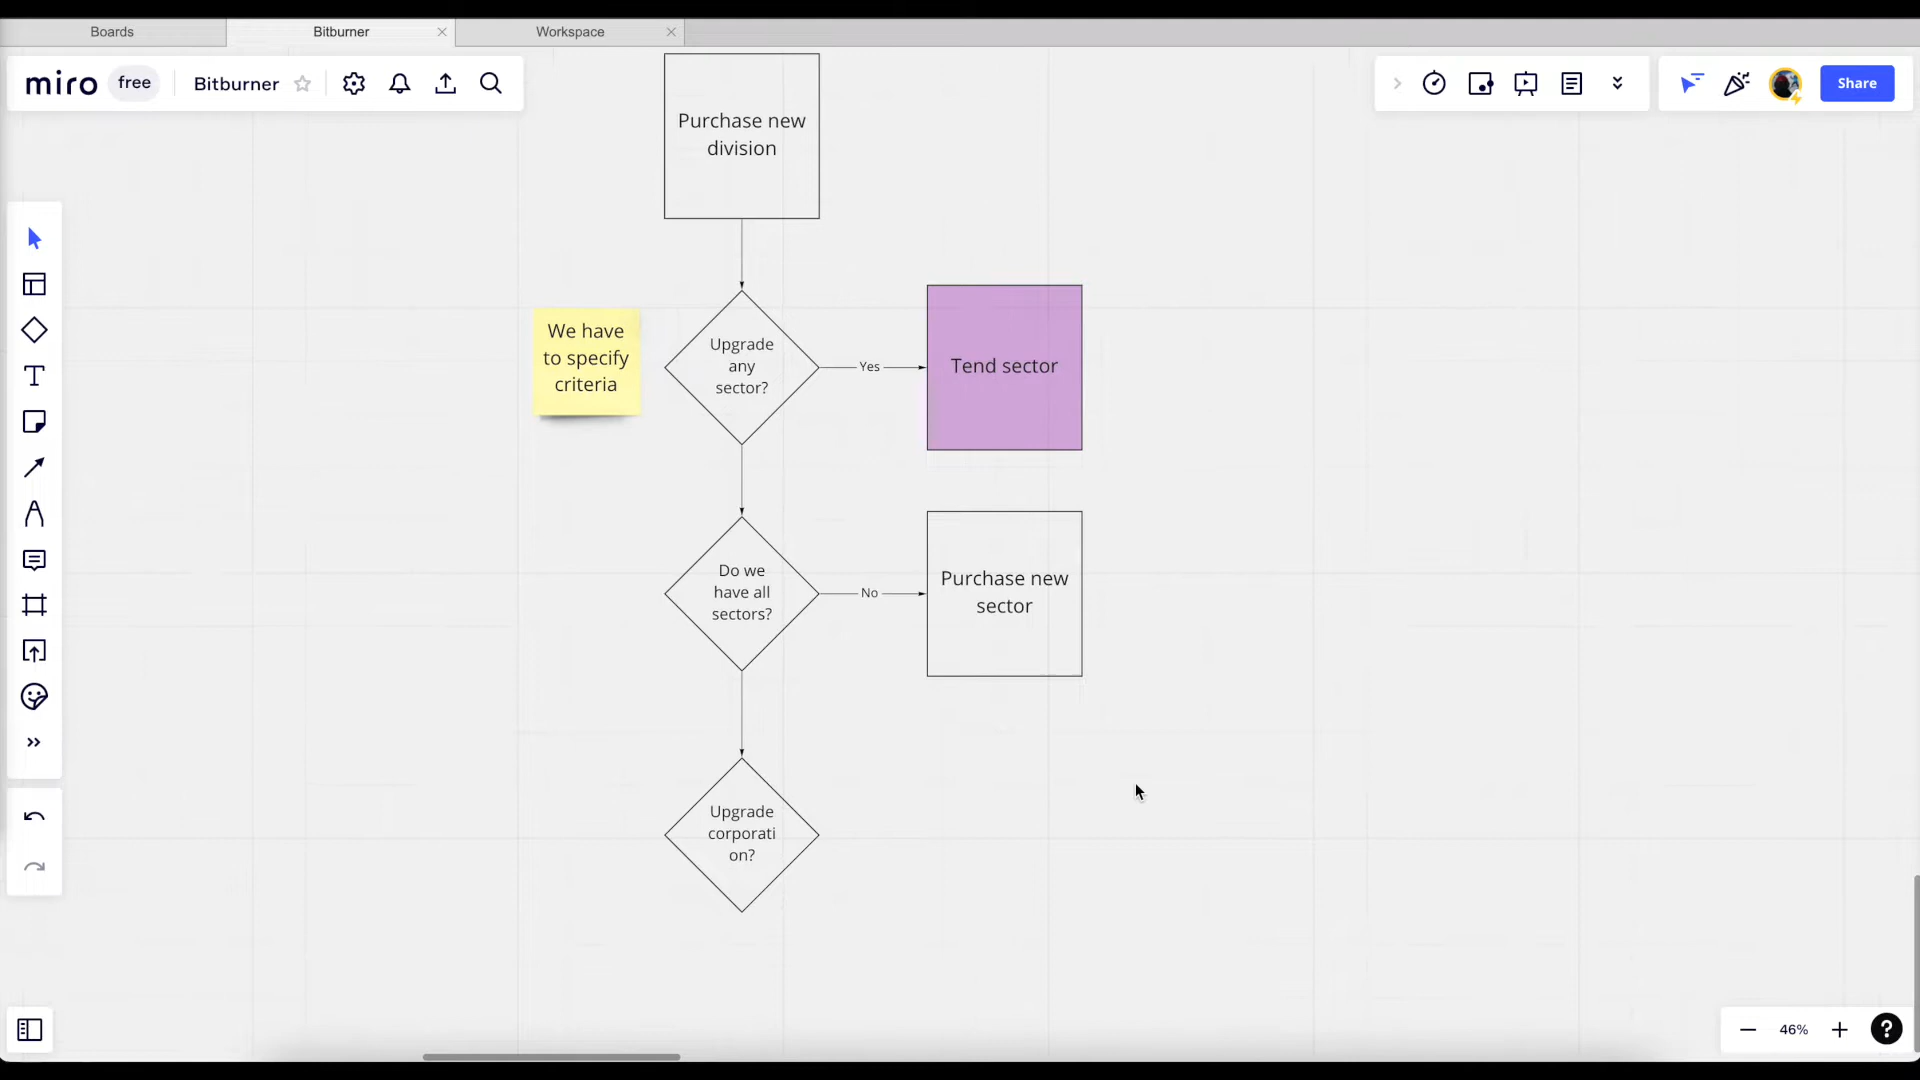 Boards
Bitburner
Workspace
miro
free
Bitburner
Share
Purchase new
division
We have
to specify
criteria
Upgrade
any
sector?
Yes
Tend sector
Do we
have all
sectors?
No
Purchase new
sector
Upgrade
corporati
on?
46%